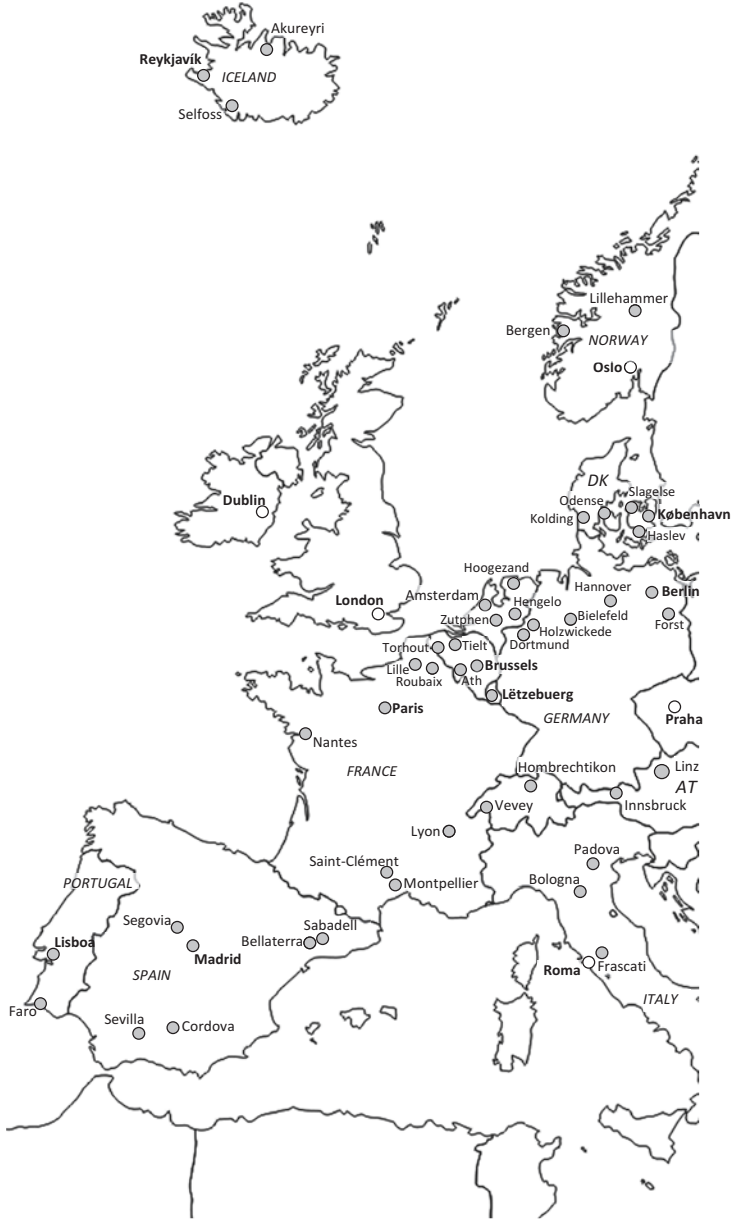 Akureyri
Reykjavík
ICELAND
Selfoss
Lillehammer
Bergen
NORWAY
Oslo
DK
Slagelse
Odense
København
Kolding
Haslev
Dublin
Hoogezand
Hannover
Berlin
Amsterdam
London
Hengelo
Zutphen
Bielefeld
Forst
Holzwickede
Dortmund
Torhout
Tielt
Brussels
Lille
Roubaix
Ath
Lëtzebuerg
Paris
GERMANY
Praha
Nantes
FRANCE
Hombrechtikon
Linz
AT
Vevey
Innsbruck
Lyon
Saint-Clément
Padova
PORTUGAL
Montpellier
Bologna
Segovia
Sabadell
Lisboa
Bellaterra
Madrid
SPAIN
Roma
Frascati
ITALY
Faro
Sevilla
Cordova